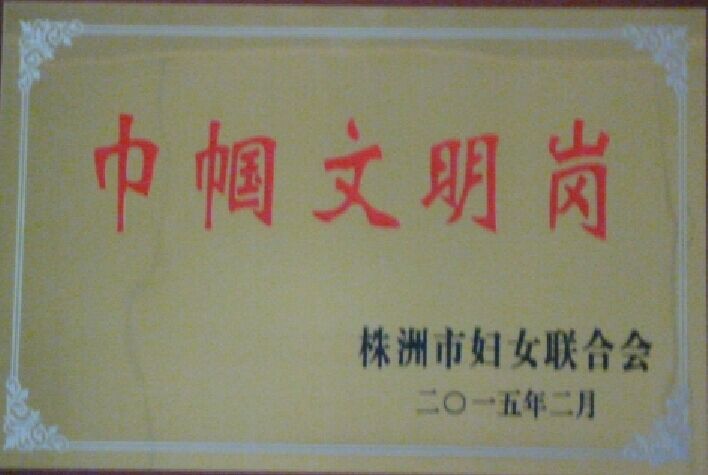 巾帼文明岗
株洲市妇女联合会
二〇一五年二月